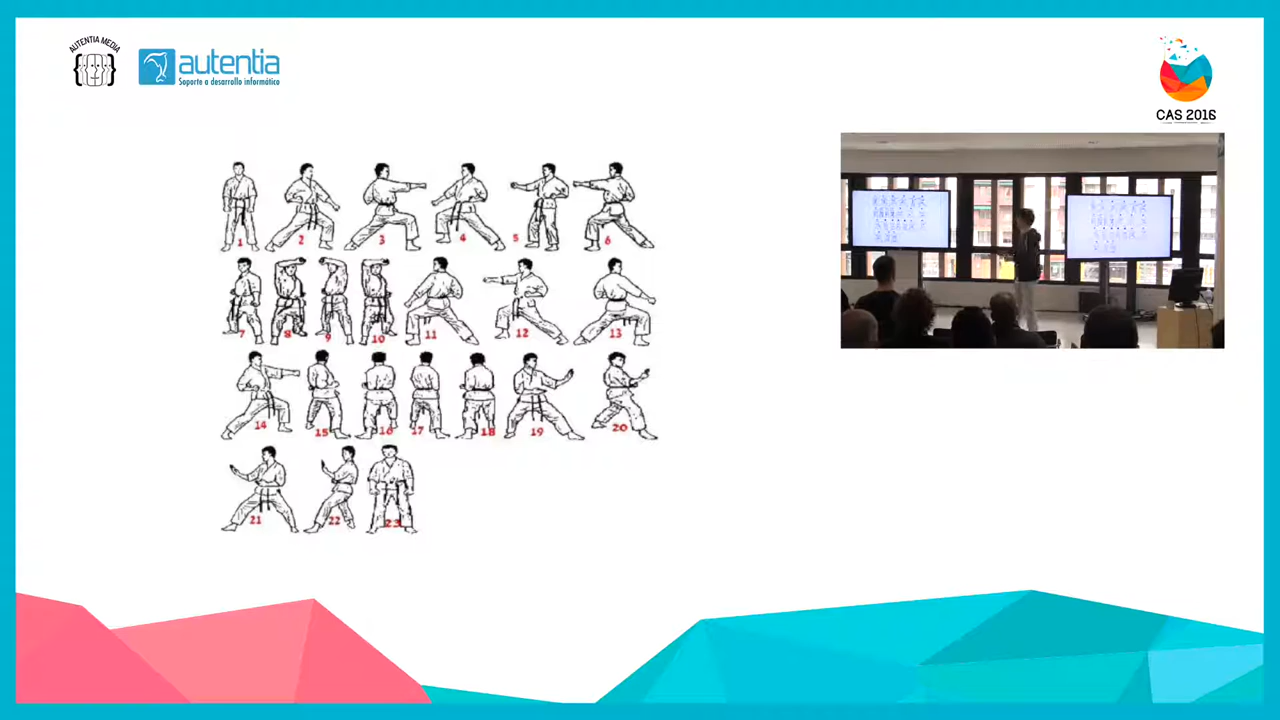 AUTENTIA MEDIA
autentia
Soporte a desarrollo informático
CAS 2016
1 2 3 4 5 6
7 8 9 10 11 12 13
14 15 16 17 18 19 20
21 22 23